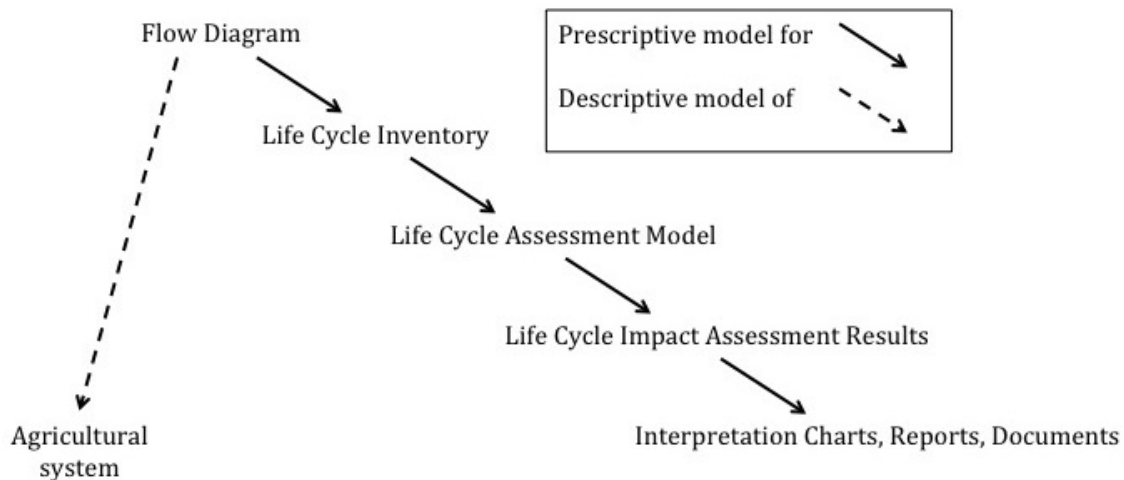 Flow Diagram
Prescriptive model for
Descriptive model of
Life Cycle Inventory
Life Cycle Assessment Model
Life Cycle Impact Assessment Results
Agricultural
system
Interpretation Charts, Reports, Documents